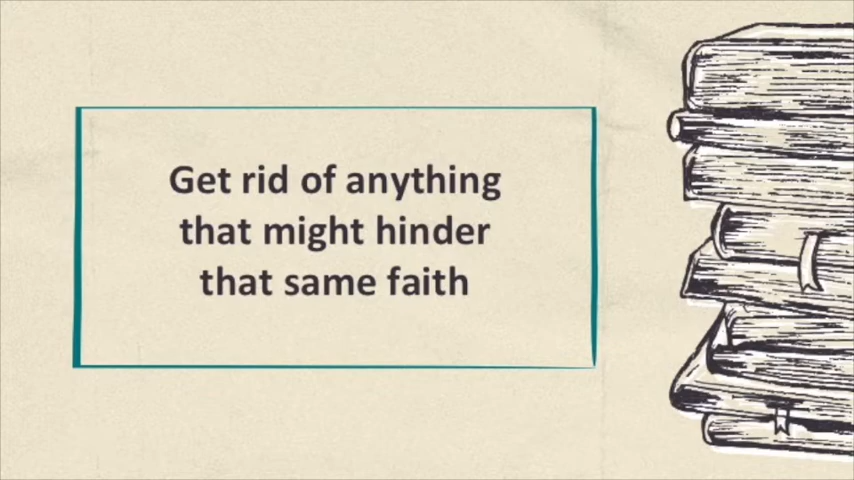 Get rid of anything
that might hinder
that same faith